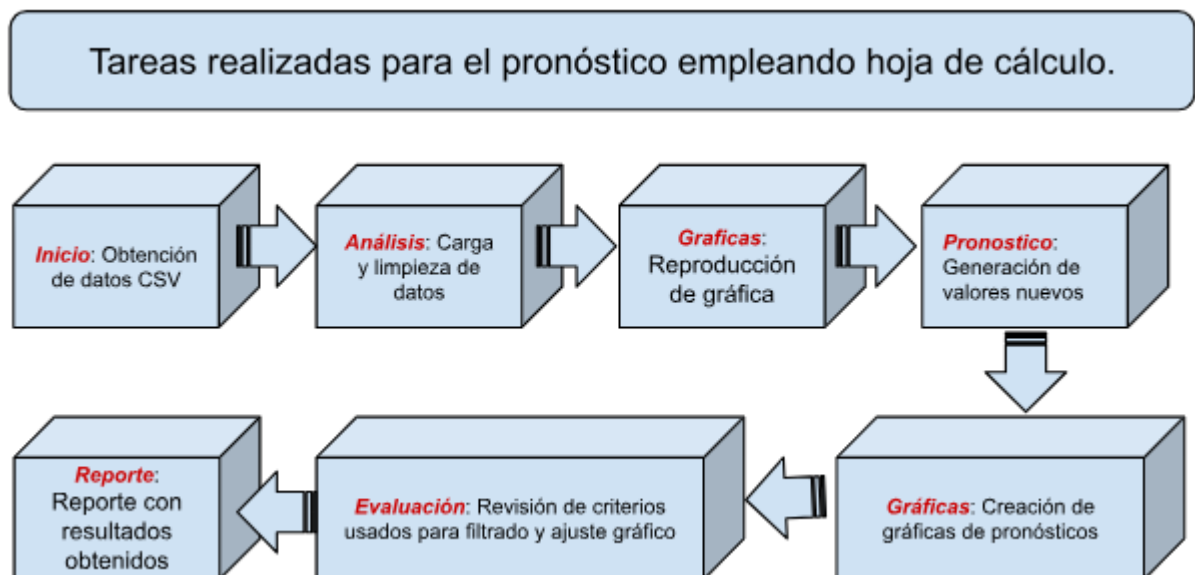 Tareas realizadas para el pronóstico empleando hoja de cálculo.
Inicio: Obtención
de datos CSV
Análisis: Carga
y limpieza de
datos
Graficas:
Reproducción
de gráfica
Pronostico:
Generación de
valores nuevos
Gráficas: Creación de
gráficas de pronósticos
Evaluación: Revisión de criterios
usados para filtrado y ajuste gráfico
Reporte:
Reporte con
resultados
obtenidos